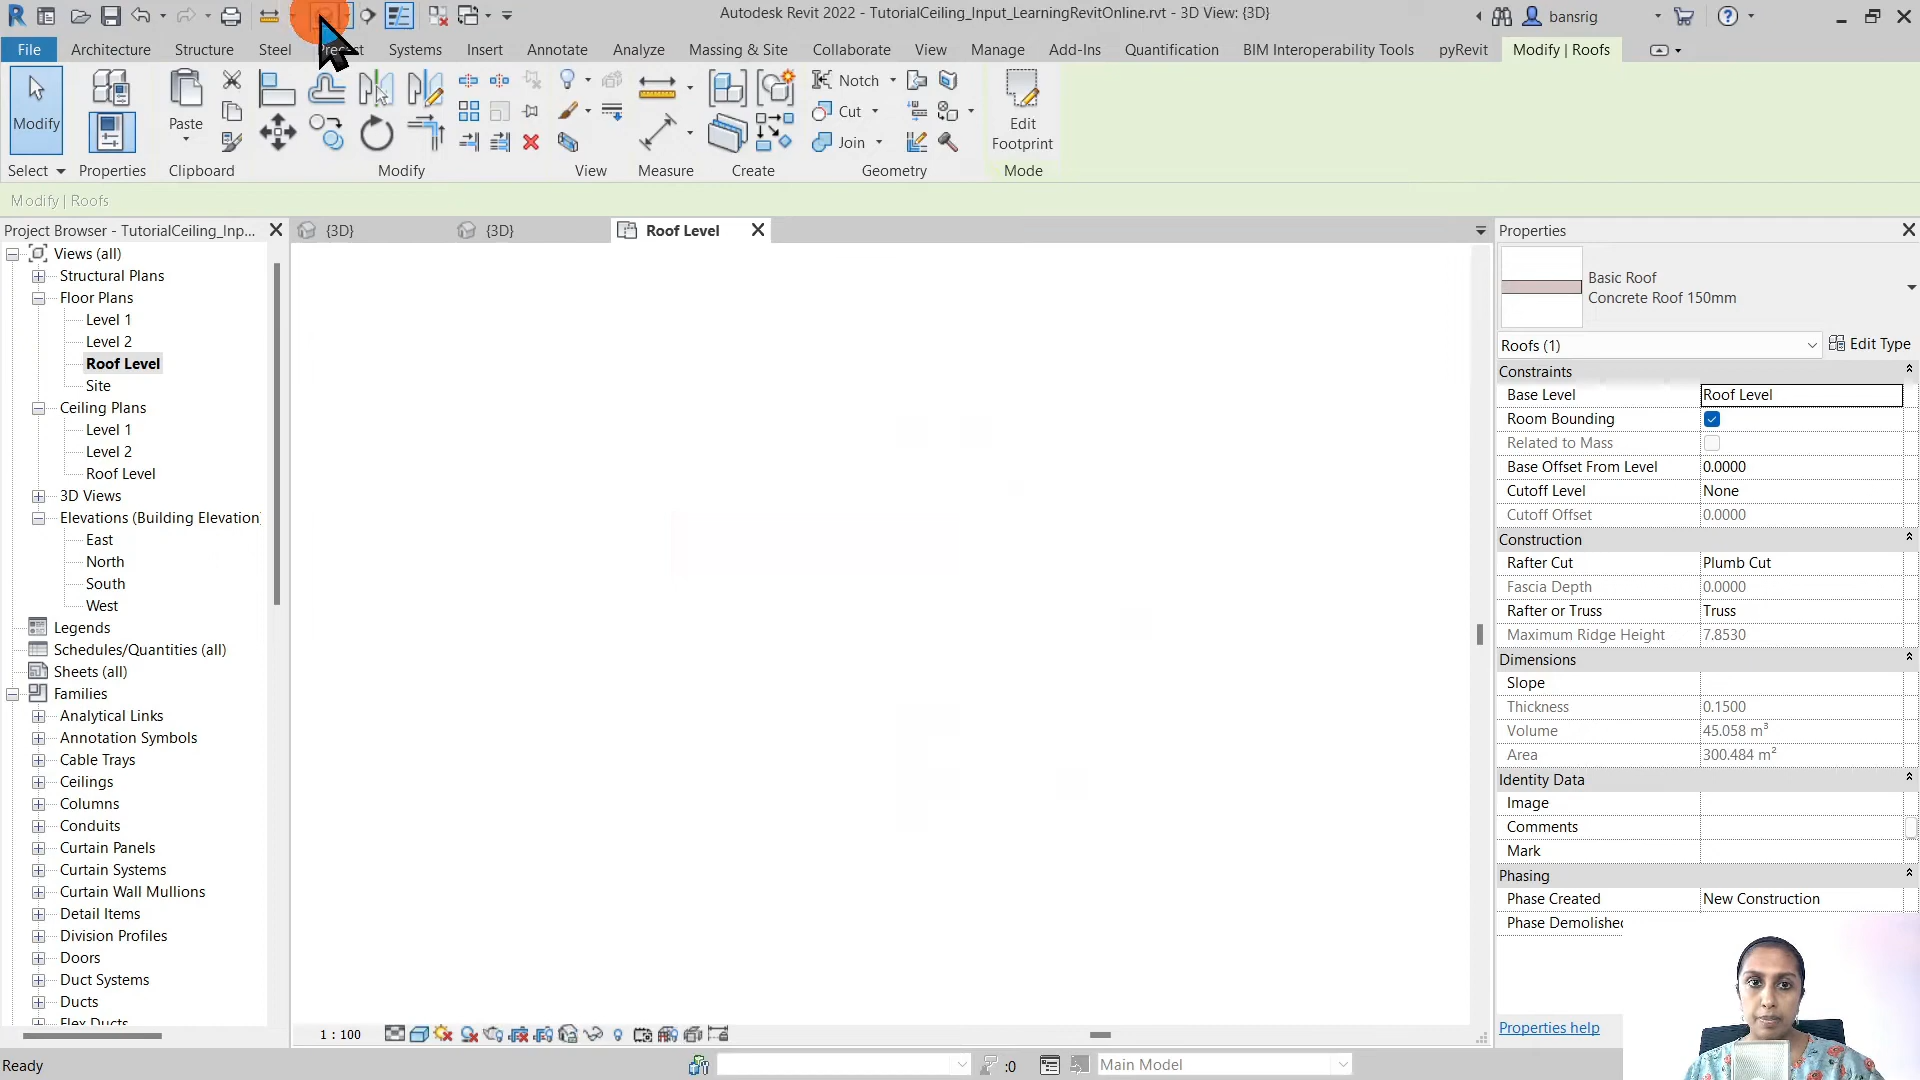 Autodesk Revit 2022 - TutorialCeiling_Input_LearningRevitOnline.rvt - 3D View: {3D}
bansrig
File
Architecture
Structure
Steel
Precast
Systems
Insert
Annotate
Analyze
Massing & Site
Collaborate
View
Manage
Add-Ins
Quantification
BIM Interoperability Tools
pyRevit
Modify | Roofs
Modify
Paste
Notch
Cut
Join
Edit
Footprint
Select
Properties
Clipboard
Modify
View
Measure
Create
Geometry
Mode
Modify | Roofs
Project Browser - TutorialCeiling_Inp...
{3D}
{3D}
Roof Level
Views (all)
Structural Plans
Floor Plans
Level 1
Level 2
Roof Level
Site
Ceiling Plans
Level 1
Level 2
Roof Level
3D Views
Elevations (Building Elevation)
East
North
South
West
Legends
Schedules/Quantities (all)
Sheets (all)
Families
Analytical Links
Annotation Symbols
Cable Trays
Ceilings
Columns
Conduits
Curtain Panels
Curtain Systems
Curtain Wall Mullions
Detail Items
Division Profiles
Doors
Duct Systems
Ducts
Flex Ducts
Properties
Basic Roof
Concrete Roof 150mm
Roofs (1)
Edit Type
Constraints
Base Level Roof Level
Room Bounding
Related to Mass
Base Offset From Level 0.0000
Cutoff Level None
Cutoff Offset 0.0000
Construction
Rafter Cut Plumb Cut
Fascia Depth 0.0000
Rafter or Truss Truss
Maximum Ridge Height 7.8530
Dimensions
Slope
Thickness 0.1500
Volume 45.058 m³
Area 300.484 m²
Identity Data
Image
Comments
Mark
Phasing
Phase Created New Construction
Phase Demolished
Properties help
1 : 100
Ready
:0
Main Model